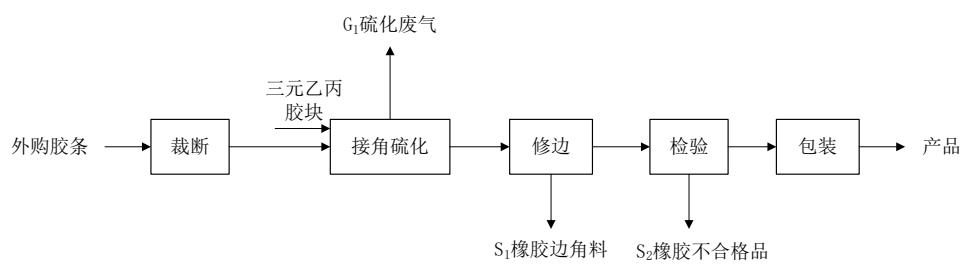 G₁硫化废气
三元乙丙
胶块
外购胶条
裁断
接角硫化
修边
检验
包装
产品
S₁橡胶边角料
S₂橡胶不合格品